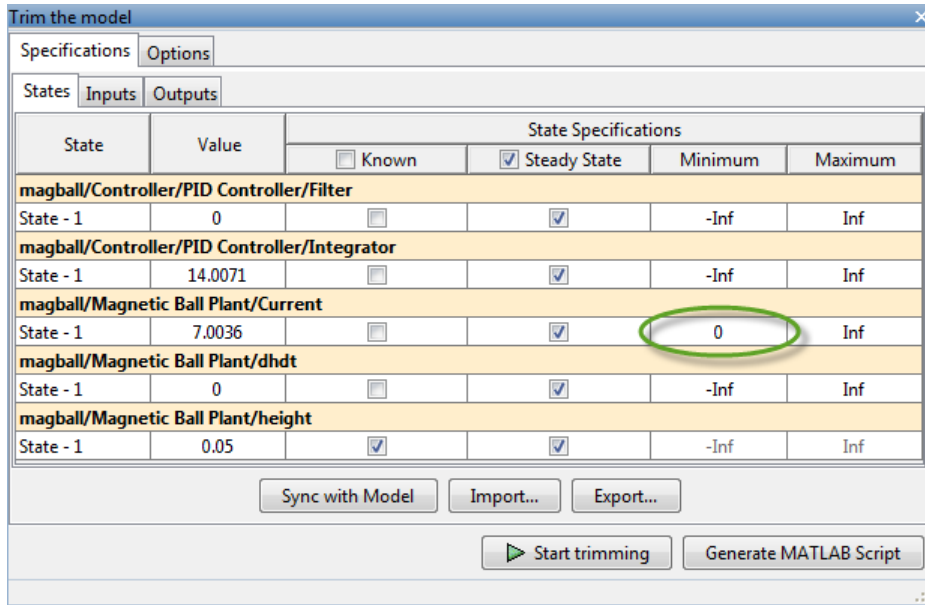 Trim the model
Specifications Options
States Inputs Outputs
State Value State Specifications
Known Steady State Minimum Maximum
magball/Controller/PID Controller/Filter
State - 1 0 -Inf Inf
magball/Controller/PID Controller/Integrator
State - 1 14.0071 -Inf Inf
magball/Magnetic Ball Plant/Current
State - 1 7.0036 0 Inf
magball/Magnetic Ball Plant/dhdt
State - 1 0 -Inf Inf
magball/Magnetic Ball Plant/height
State - 1 0.05 -Inf Inf
Sync with Model Import... Export...
Start trimming Generate MATLAB Script